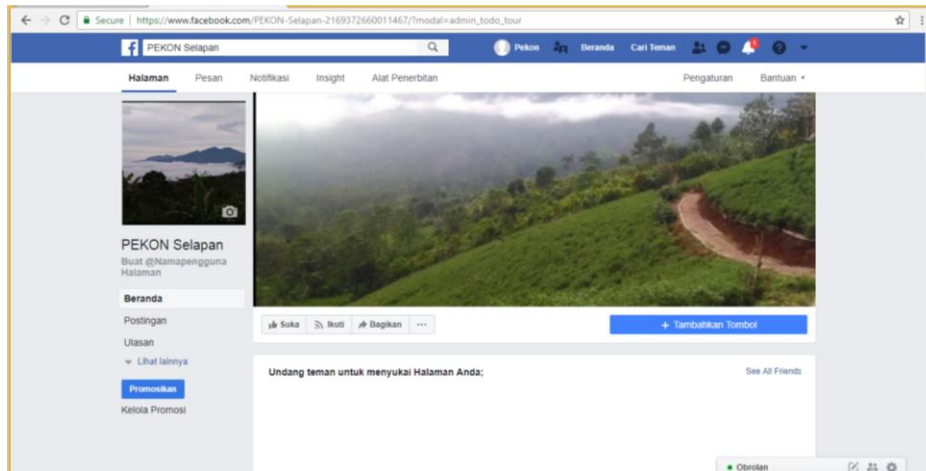 Secure | https://www.facebook.com/PEKON-Selapan-2169372660011467/?modal=admin_todo_tour
PEKON Selapan
Pekon
Beranda
Cari Teman
Halaman
Pesan
Notifikasi
Insight
Alat Penerbitan
Pengaturan
Bantuan
PEKON Selapan
Buat @Namapengguna
Halaman
Beranda
Postingan
Ulasan
Lihat lainnya
Promosikan
Kelola Promosi
Suka
Ikuti
Bagikan
+ Tambahkan Tombol
Undang teman untuk menyukai Halaman Anda;
See All Friends
Obrolan